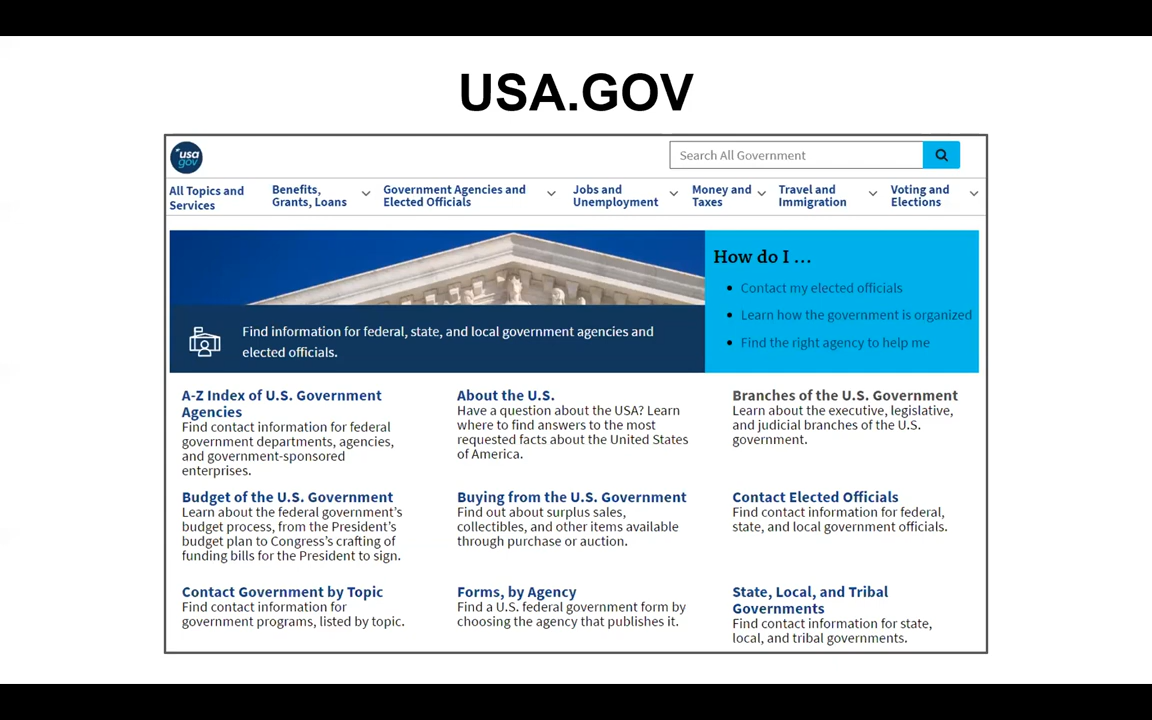 USA.GOV
usa
gov
Search All Government
All Topics and
Services
Benefits,
Grants, Loans
Government Agencies and
Elected Officials
Jobs and
Unemployment
Money and
Taxes
Travel and
Immigration
Voting and
Elections
Find information for federal, state, and local government agencies and
elected officials.
How do I ...
Contact my elected officials
Learn how the government is organized
Find the right agency to help me
A-Z Index of U.S. Government
Agencies
Find contact information for federal
government departments, agencies,
and government-sponsored
enterprises.
About the U.S.
Have a question about the USA? Learn
where to find answers to the most
requested facts about the United States
of America.
Branches of the U.S. Government
Learn about the executive, legislative,
and judicial branches of the U.S.
government.
Budget of the U.S. Government
Learn about the federal government's
budget process, from the President's
budget plan to Congress's crafting of
funding bills for the President to sign.
Buying from the U.S. Government
Find out about surplus sales,
collectibles, and other items available
through purchase or auction.
Contact Elected Officials
Find contact information for federal,
state, and local government officials.
Contact Government by Topic
Find contact information for
government programs, listed by topic.
Forms, by Agency
Find a U.S. federal government form by
choosing the agency that publishes it.
State, Local, and Tribal
Governments
Find contact information for state,
local, and tribal governments.